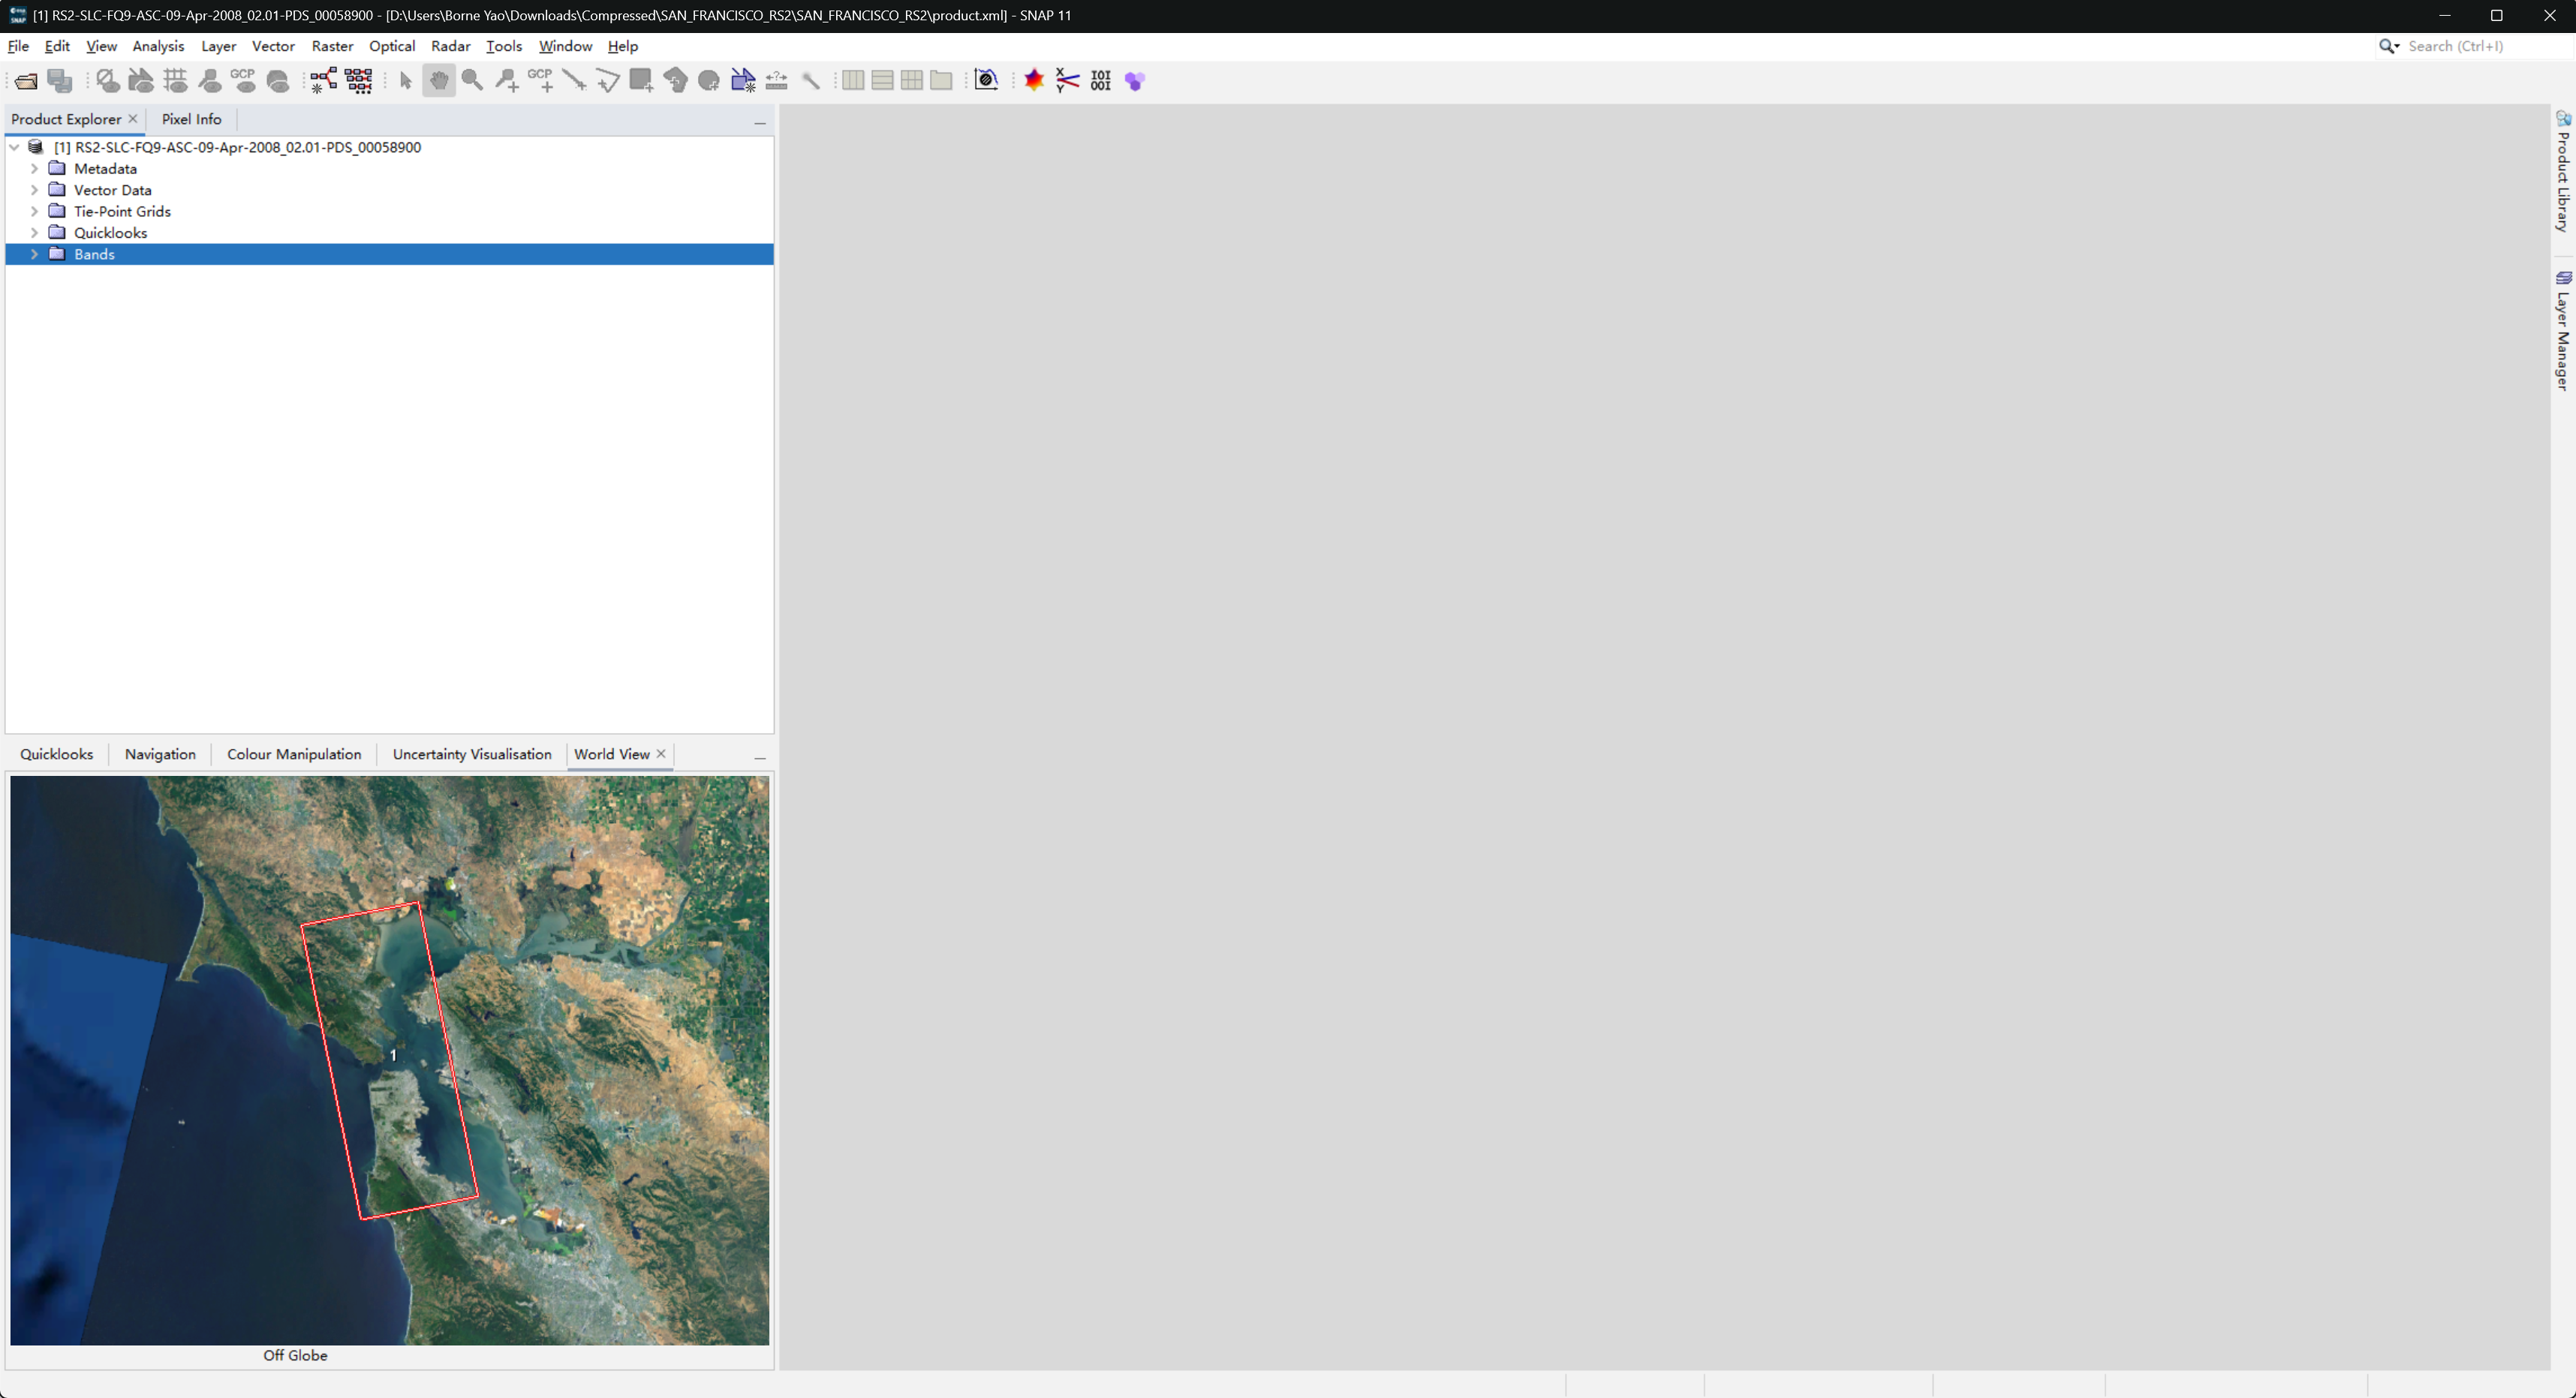 [1] RS2-SLC-FQ9-ASC-09-Apr-2008_02.01-PDS_00058900 - [D:\Users\Borne Yao\Downloads\Compressed\SAN_FRANCISCO_RS2\SAN_FRANCISCO_RS2\product.xml] - SNAP 11
File Edit View Analysis Layer Vector Raster Optical Radar Tools Window Help
Search (Ctrl+I)
GCP GCP X Y IOI OOI
Product Explorer Pixel Info
[1] RS2-SLC-FQ9-ASC-09-Apr-2008_02.01-PDS_00058900
Metadata
Vector Data
Tie-Point Grids
Quicklooks
Bands
Product Library
Layer Manager
Quicklooks Navigation Colour Manipulation Uncertainty Visualisation World View
1
Off Globe